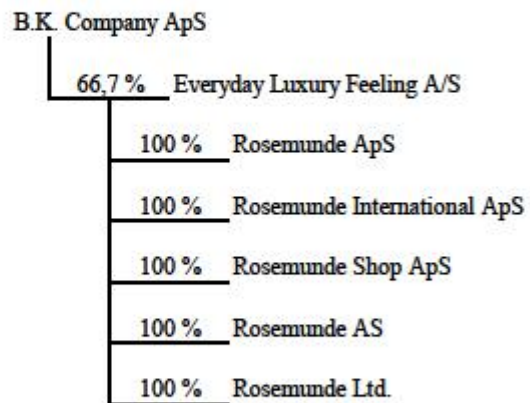 B.K. Company ApS
66,7 % Everyday Luxury Feeling A/S
100 % Rosemunde ApS
100 % Rosemunde International ApS
100 % Rosemunde Shop ApS
100 % Rosemunde AS
100 % Rosemunde Ltd.